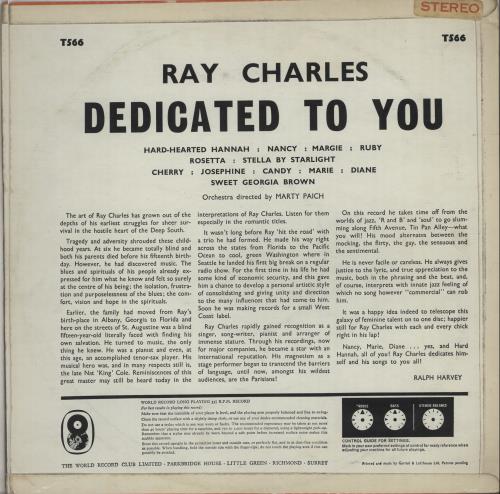 STEREO
T566
T566
RAY CHARLES
DEDICATED TO YOU
HARD-HEARTED HANNAH : NANCY : MARGIE : RUBY
ROSETTA : STELLA BY STARLIGHT
CHERRY : JOSEPHINE : CANDY : MARIE : DIANE
SWEET GEORGIA BROWN
Orchestra directed by MARTY PAICH
The art of Ray Charles has grown out of the
depths of his earliest struggles for sheer sur-
vival in the hostile heart of the Deep South.
Tragedy and adversity shrouded these child-
hood years. At six he became totally blind and
both his parents died before his fifteenth birth-
day. However, he had discovered music. The
blues and spirituals of his people already ex-
pressed for him what he knew and felt so surely
at the centre of his being; the isolation, frustra-
tion and purposelessness of the blues; the com-
fort, vision and hope in the spirituals.
Earlier, the family had moved from Ray's
birth-place in Albany, Georgia to Florida and
here on the streets of St. Augustine was a blind
fifteen-year-old literally faced with finding his
own salvation. He turned to music, the only
thing he knew. He was a pianist and even, at
this age, an accomplished tenor-sax player. His
musical hero was, and in many respects still is,
the late Nat 'King' Cole. Reminiscences of this
great master may still be heard today in the
interpretations of Ray Charles. Listen for them
especially in the romantic titles.
It wasn't long before Ray 'hit the road' with
a trio he had formed. He made his way right
across the states from Florida to the Pacific
Ocean to cool, green Washington where in
Seattle he landed his first big break on a regular
radio show. For the first time in his life he had
some kind of economic security, and this gave
him a chance to develop a personal artistic style
of consolidating and giving unity and direction
to the many influences that had come to him.
Soon he was making records for a small West
Coast label.
Ray Charles rapidly gained recognition as a
singer, song-writer, pianist and arranger of
immense stature. Through his recordings, now
for major companies, he became a star with an
international reputation. His magnetism as a
stage performer began to transcend the barriers
of language, until now, amongst his wildest
audiences, are the Parisians!
On this record he takes time off from the
worlds of jazz, 'R and B' and 'soul' to go slum-
ming along Fifth Avenue, Tin Pan Alley—what
you will! His mood alternates between the
mocking, the flirty, the gay, the sensuous and
the sentimental.
He is never facile or careless. He always gives
justice to the lyric, and true appreciation to the
music, both in the phrasing and the beat, and,
of course, interprets with innate jazz feeling of
which no song however "commercial" can rob
him.
It was a happy idea indeed to telescope this
galaxy of feminine talent on to one disc; happier
still for Ray Charles with each and every chick
right in his lap!
Nancy, Marie, Diane . . . yes, and Hard
Hannah, all of you! Ray Charles dedicates him-
self and his songs to you all!
RALPH HARVEY
WORLD RECORD LONG PLAYING 33⅓ R.P.M. RECORD
THE WORLD RECORD CLUB LIMITED · PARKBRIDGE HOUSE · LITTLE GREEN · RICHMOND · SURREY
BASS
CONTROL GUIDE FOR SETTINGS.